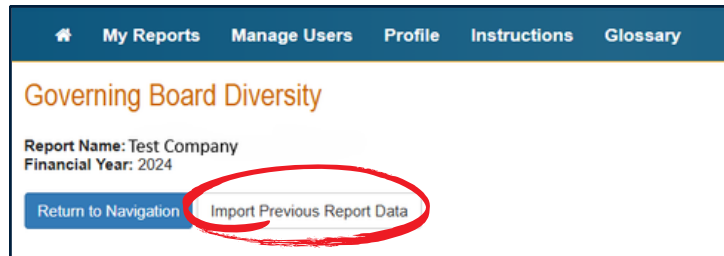 My Reports Manage Users Profile Instructions Glossary
Governing Board Diversity
Report Name: Test Company
Financial Year: 2024
Return to Navigation Import Previous Report Data